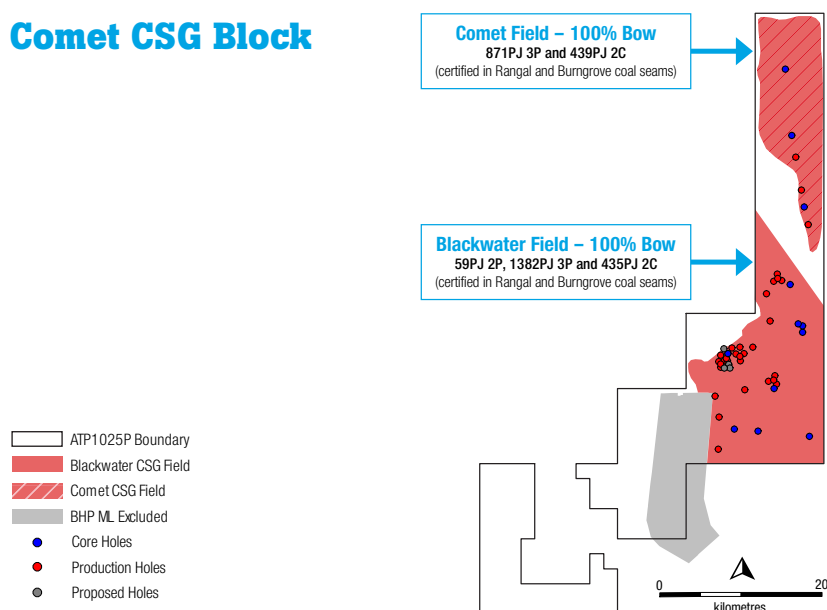 Comet CSG Block
Comet Field – 100% Bow
871PJ 3P and 439PJ 2C
(certified in Rangal and Burngrove coal seams)
Blackwater Field – 100% Bow
59PJ 2P, 1382PJ 3P and 435PJ 2C
(certified in Rangal and Burngrove coal seams)
ATP1025P Boundary
Blackwater CSG Field
Comet CSG Field
BHP ML Excluded
Core Holes
Production Holes
Proposed Holes
0 20
kilometres